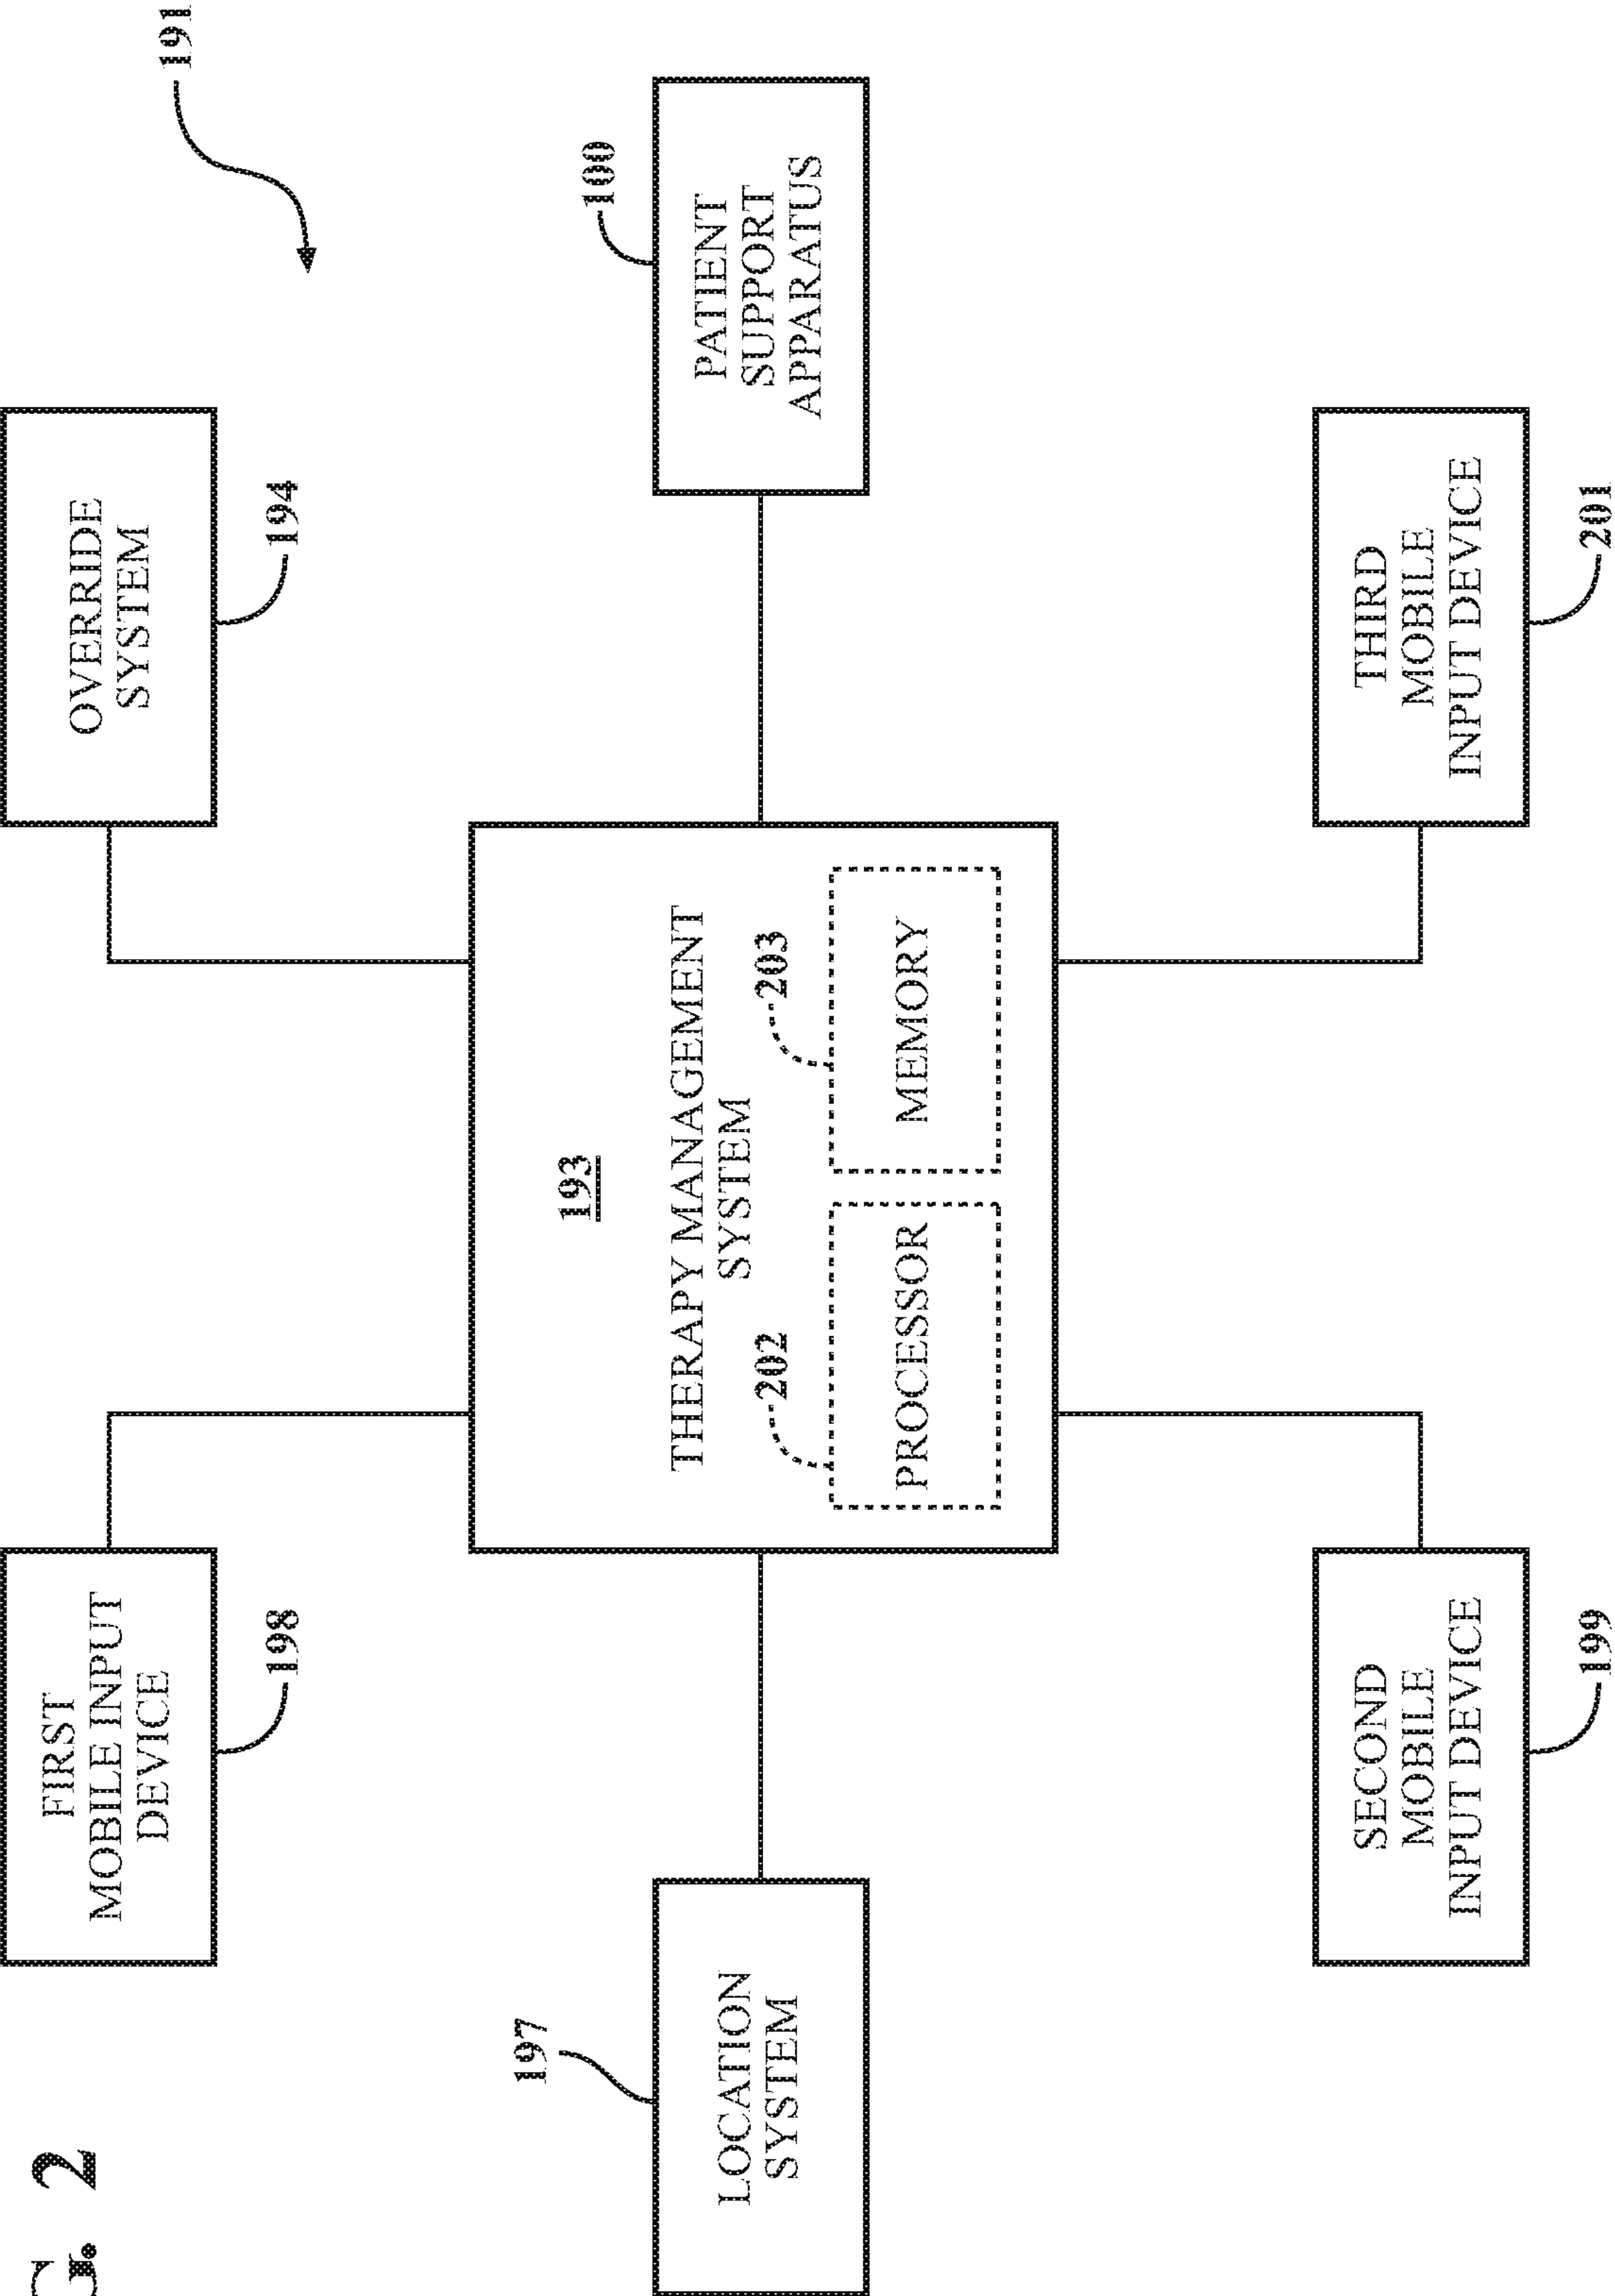 G. 2
FIRST
MOBILE INPUT
DEVICE
198
OVERRIDE
SYSTEM
194
191
197
LOCATION
SYSTEM
193
THERAPY MANAGEMENT
SYSTEM
202
PROCESSOR
203
MEMORY
100
PATIENT
SUPPORT
APPARATUS
SECOND
MOBILE
INPUT DEVICE
199
THIRD
MOBILE
INPUT DEVICE
201